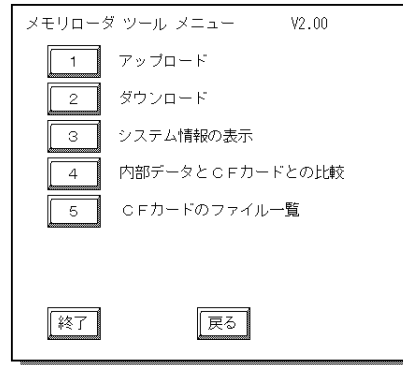 メモリローダ ツール メニュー　　V2.00
1 アップロード
2 ダウンロード
3 システム情報の表示
4 内部データとＣＦカードとの比較
5 ＣＦカードのファイル一覧
終了 戻る